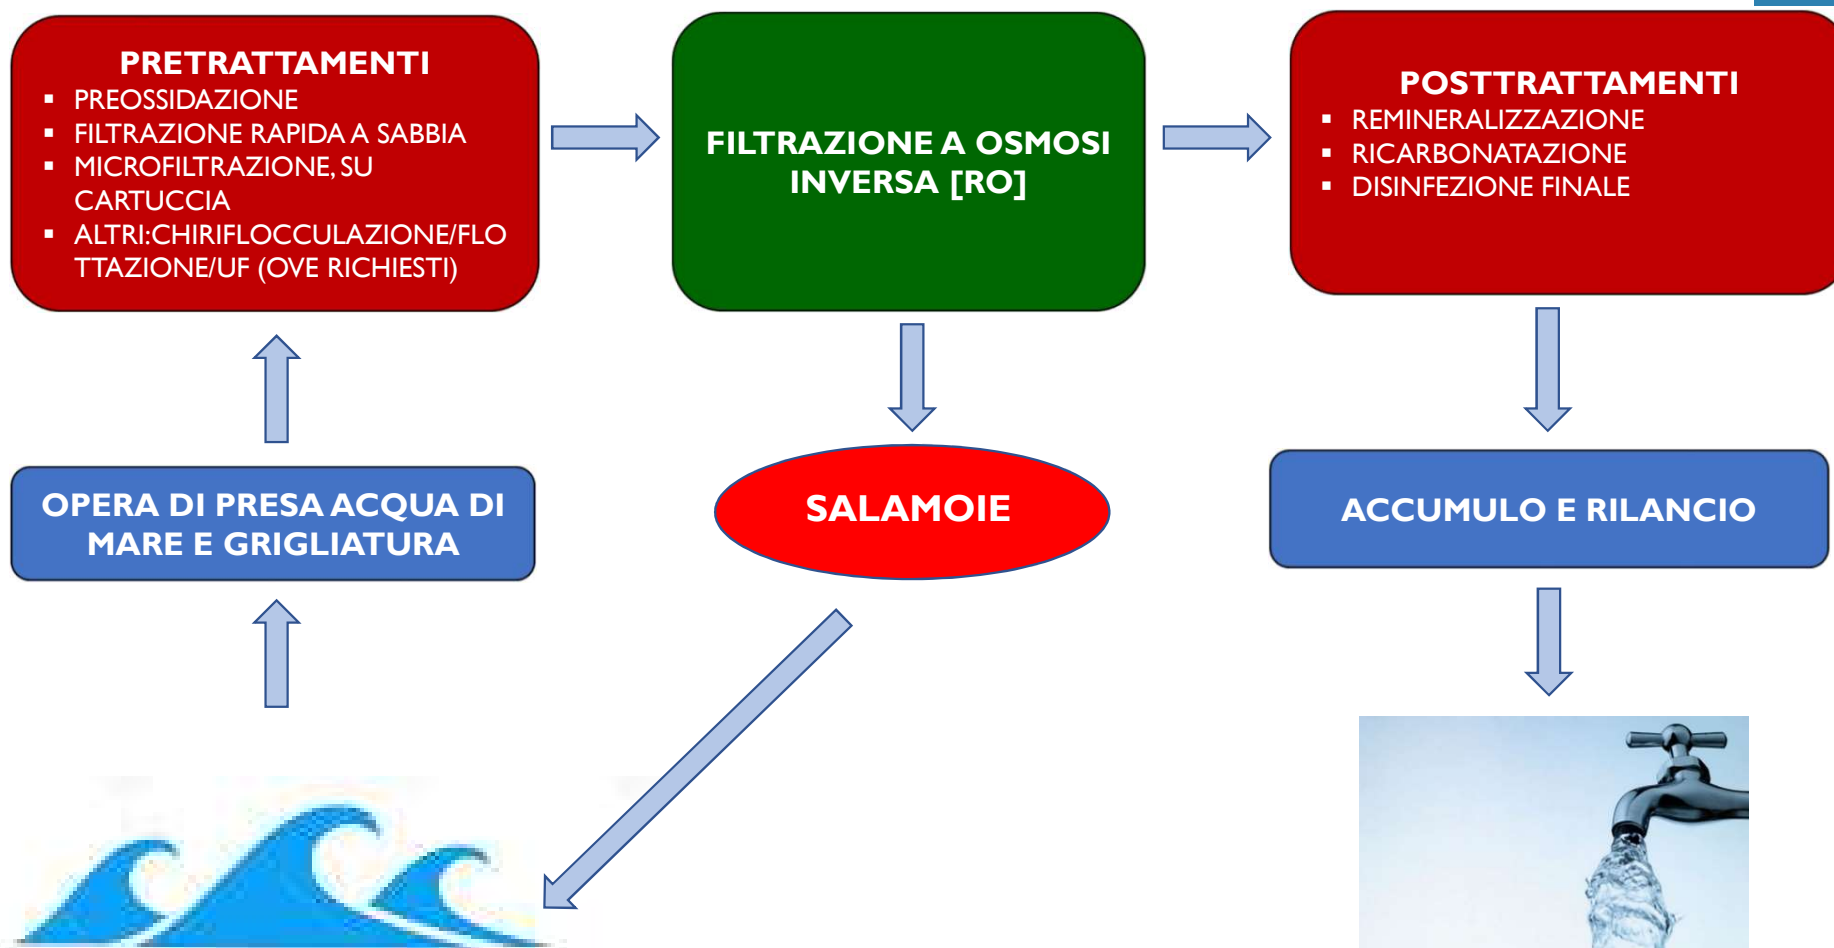 PRETRATTAMENTI
▪ PREOSSIDAZIONE
▪ FILTRAZIONE RAPIDA A SABBIA
▪ MICROFILTRAZIONE, SU
CARTUCCIA
▪ ALTRI:CHIRIFLOCCULAZIONE/FLO
TTAZIONE/UF (OVE RICHIESTI)
FILTRAZIONE A OSMOSI
INVERSA [RO]
POSTTRATTAMENTI
▪ REMINERALIZZAZIONE
▪ RICARBONATAZIONE
▪ DISINFEZIONE FINALE
OPERA DI PRESA ACQUA DI
MARE E GRIGLIATURA
SALAMOIE
ACCUMULO E RILANCIO